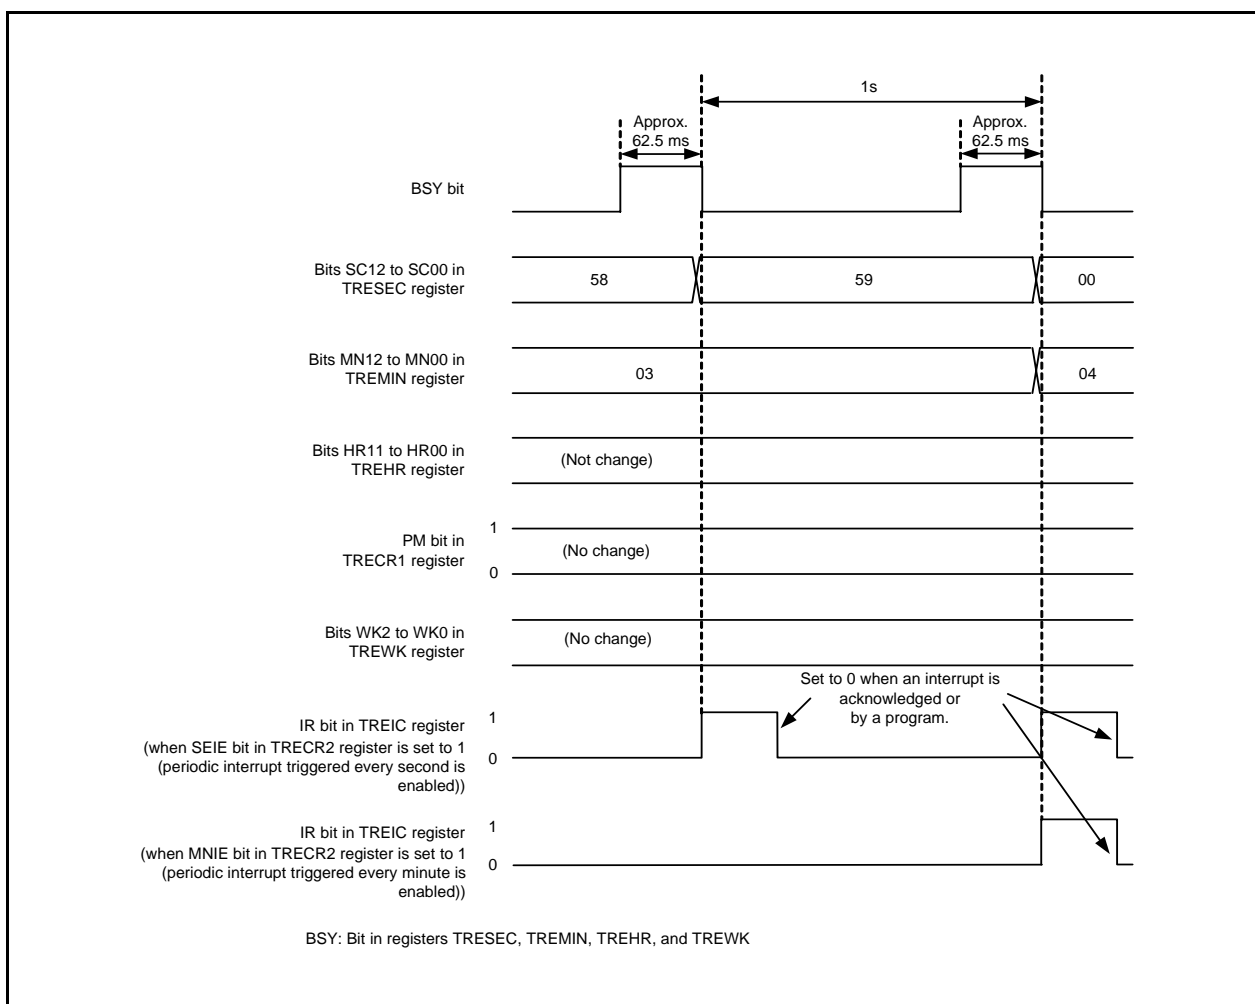 1s
Approx.
62.5 ms
Approx.
62.5 ms
BSY bit
Bits SC12 to SC00 in
TRESEC register
58
59
00
Bits MN12 to MN00 in
TREMIN register
03
04
Bits HR11 to HR00 in
TREHR register
(Not change)
PM bit in
TRECR1 register
1
0
(No change)
Bits WK2 to WK0 in
TREWK register
(No change)
Set to 0 when an interrupt is
acknowledged or
by a program.
IR bit in TREIC register
(when SEIE bit in TRECR2 register is set to 1
(periodic interrupt triggered every second is
enabled))
1
0
IR bit in TREIC register
(when MNIE bit in TRECR2 register is set to 1
(periodic interrupt triggered every minute is
enabled))
1
0
BSY: Bit in registers TRESEC, TREMIN, TREHR, and TREWK